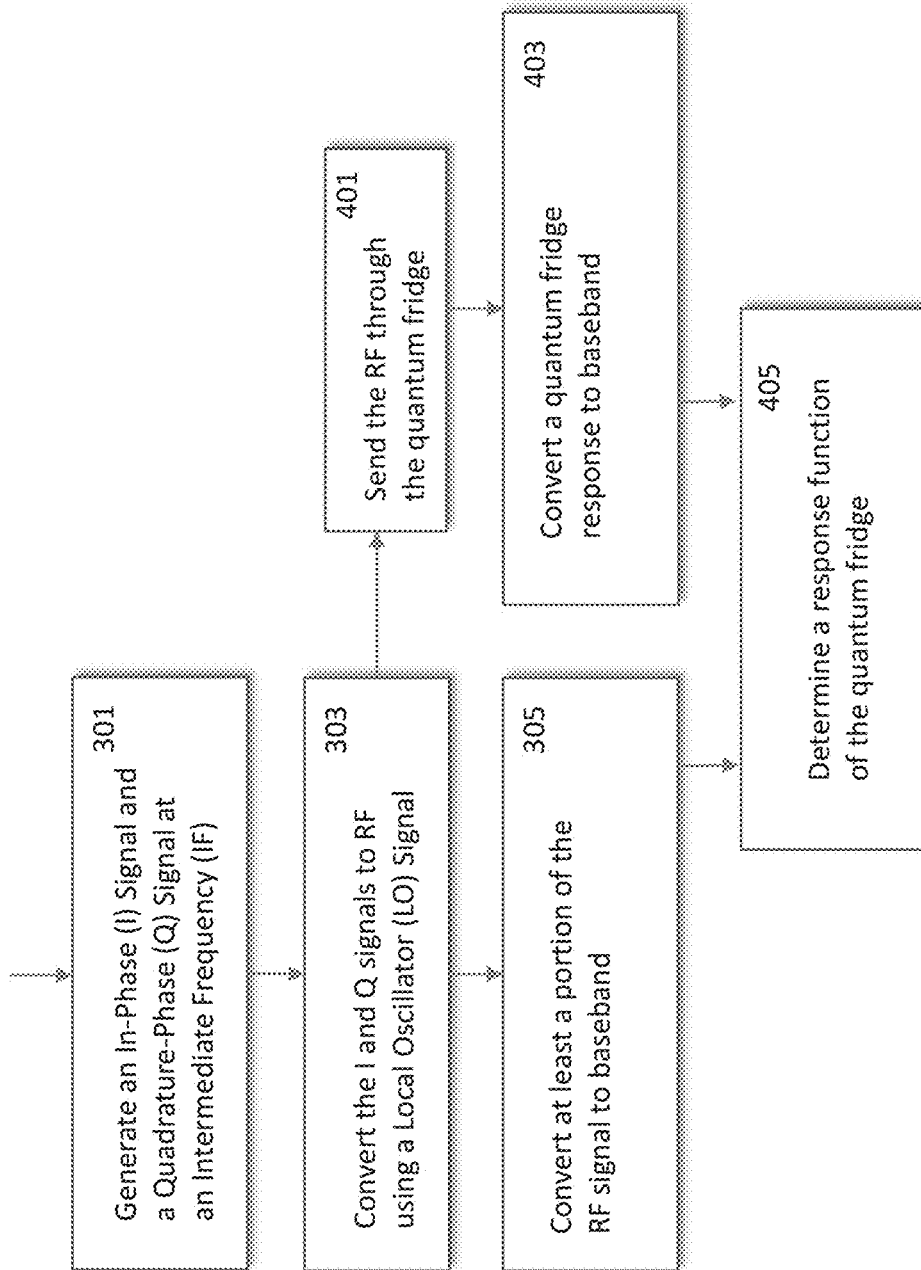 301
Generate an In-Phase (I) Signal and
a Quadrature-Phase (Q) Signal at
an Intermediate Frequency (IF)
303
Convert the I and Q signals to RF
using a Local Oscillator (LO) Signal
305
Convert at least a portion of the
RF signal to baseband
401
Send the RF through
the quantum fridge
403
Convert a quantum fridge
response to baseband
405
Determine a response function
of the quantum fridge